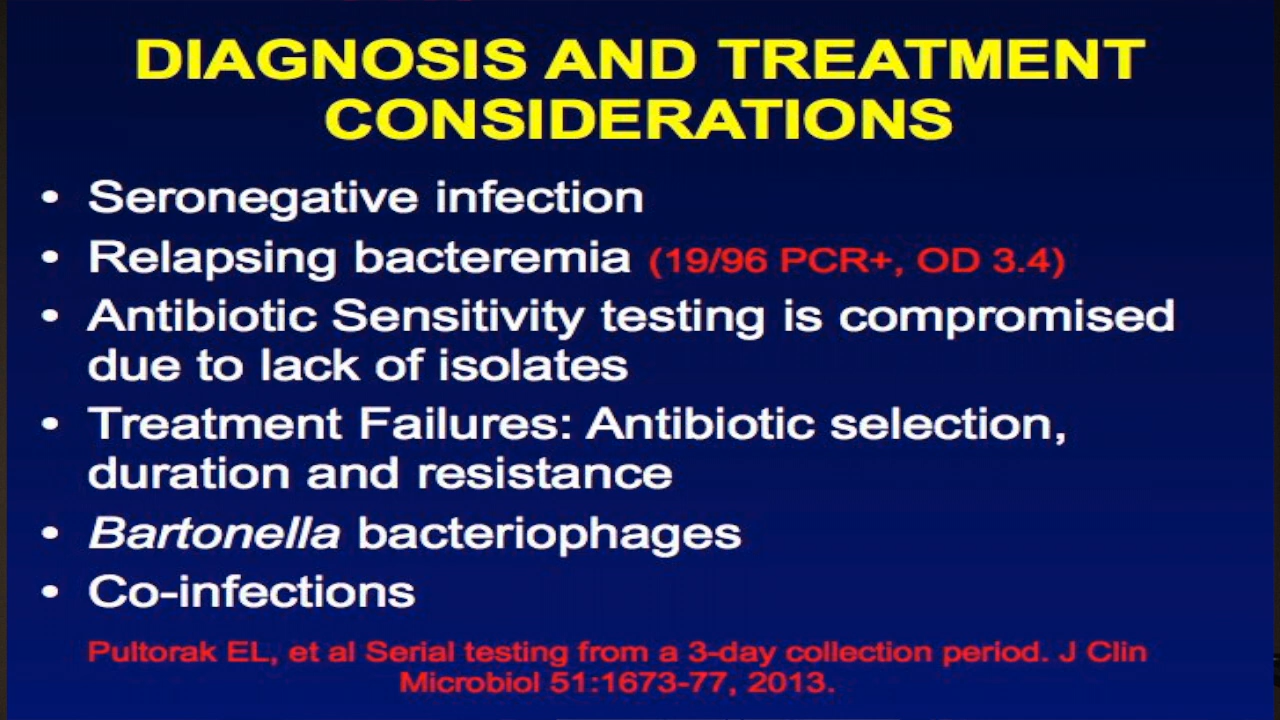 DIAGNOSIS AND TREATMENT
CONSIDERATIONS
• Seronegative infection
• Relapsing bacteremia (19/96 PCR+, OD 3.4)
• Antibiotic Sensitivity testing is compromised
due to lack of isolates
• Treatment Failures: Antibiotic selection,
duration and resistance
• Bartonella bacteriophages
• Co-infections
Pultorak EL, et al Serial testing from a 3-day collection period. J Clin
Microbiol 51:1673-77, 2013.